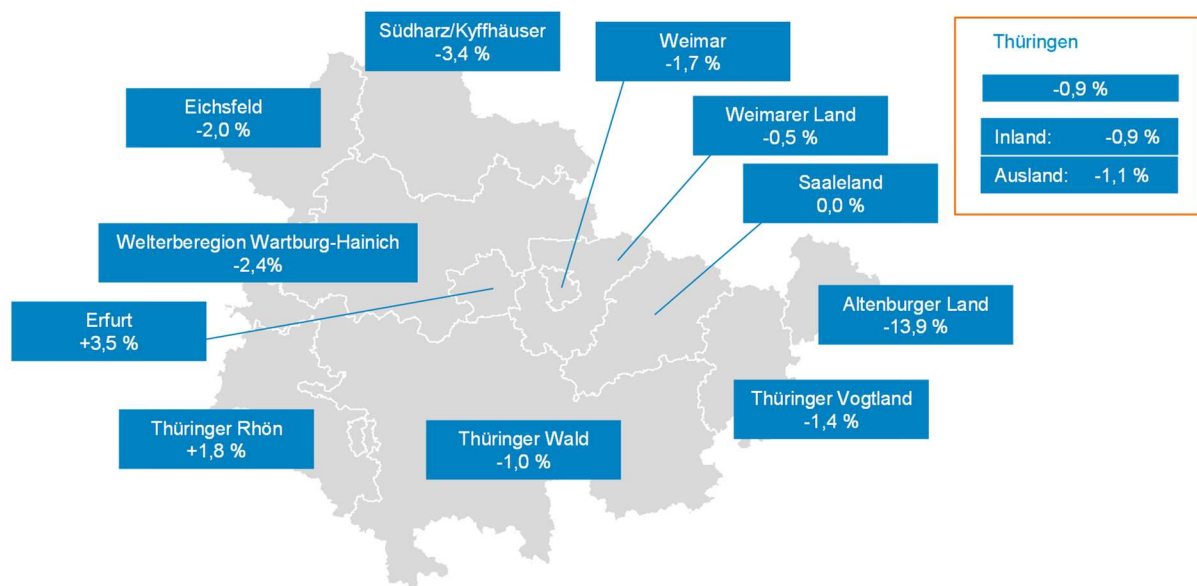 Südharz/Kyffhäuser
-3,4 %
Weimar
-1,7 %
Thüringen
-0,9 %
Inland: -0,9 %
Ausland: -1,1 %
Eichsfeld
-2,0 %
Weimarer Land
-0,5 %
Saaleland
0,0 %
Welterberegion Wartburg-Hainich
-2,4%
Erfurt
+3,5 %
Altenburger Land
-13,9 %
Thüringer Vogtland
-1,4 %
Thüringer Rhön
+1,8 %
Thüringer Wald
-1,0 %